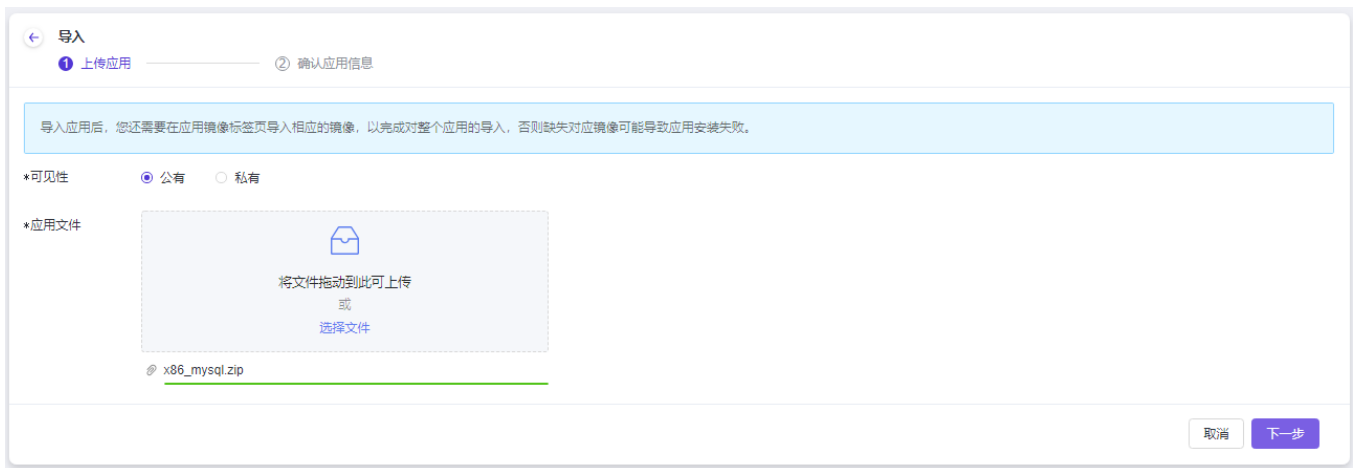 导入
1 上传应用 2 确认应用信息
导入应用后，您还需要在应用镜像标签页导入相应的镜像，以完成对整个应用的导入，否则缺失对应镜像可能导致应用安装失败。
*可见性 公有 私有
*应用文件
将文件拖动到此可上传
或
选择文件
x86_mysql.zip
取消 下一步